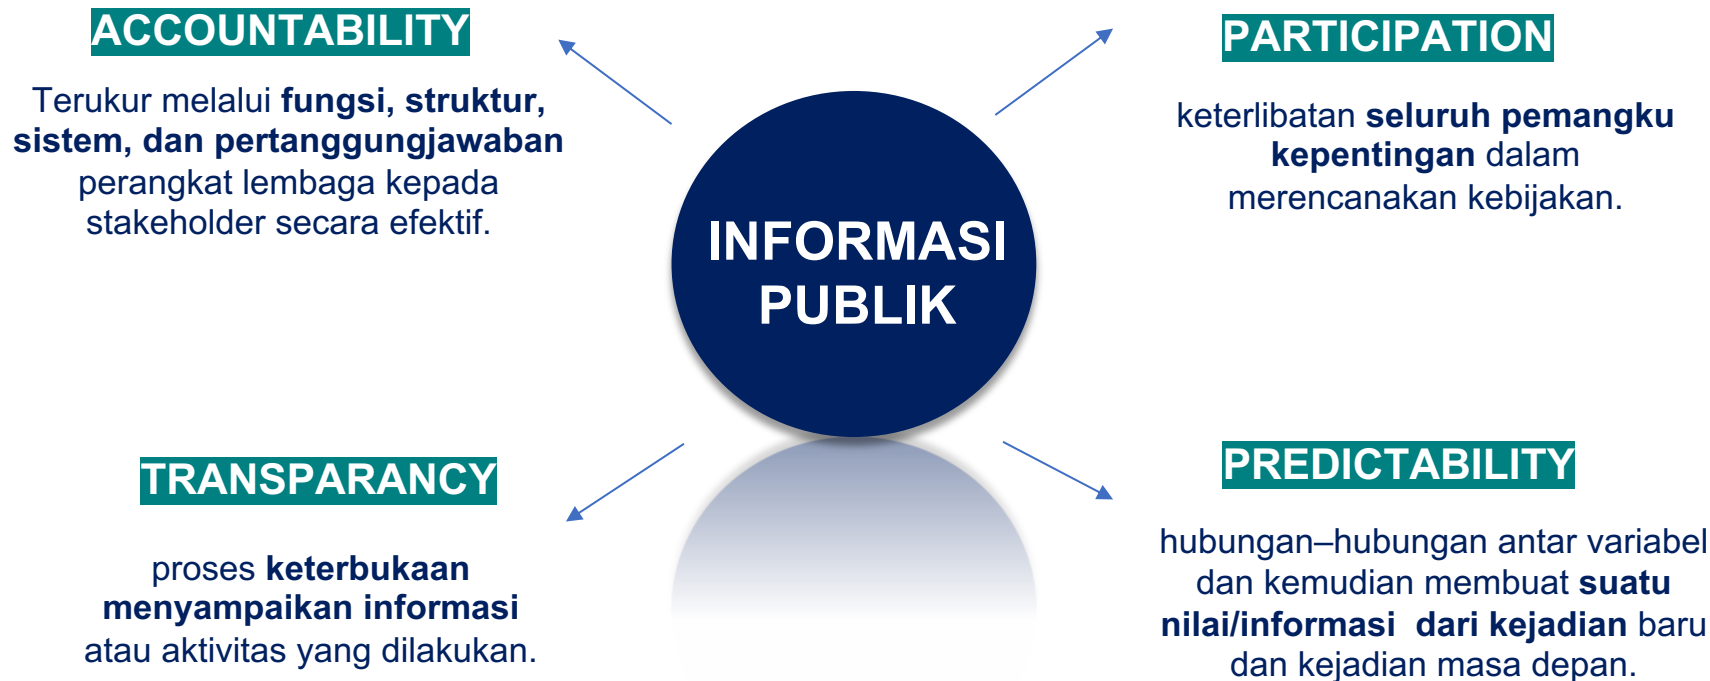 ACCOUNTABILITY
Terukur melalui fungsi, struktur,
sistem, dan pertanggungjawaban
perangkat lembaga kepada
stakeholder secara efektif.
PARTICIPATION
keterlibatan seluruh pemangku
kepentingan dalam
merencanakan kebijakan.
INFORMASI
PUBLIK
TRANSPARANCY
proses keterbukaan
menyampaikan informasi
atau aktivitas yang dilakukan.
PREDICTABILITY
hubungan–hubungan antar variabel
dan kemudian membuat suatu
nilai/informasi  dari kejadian baru
dan kejadian masa depan.